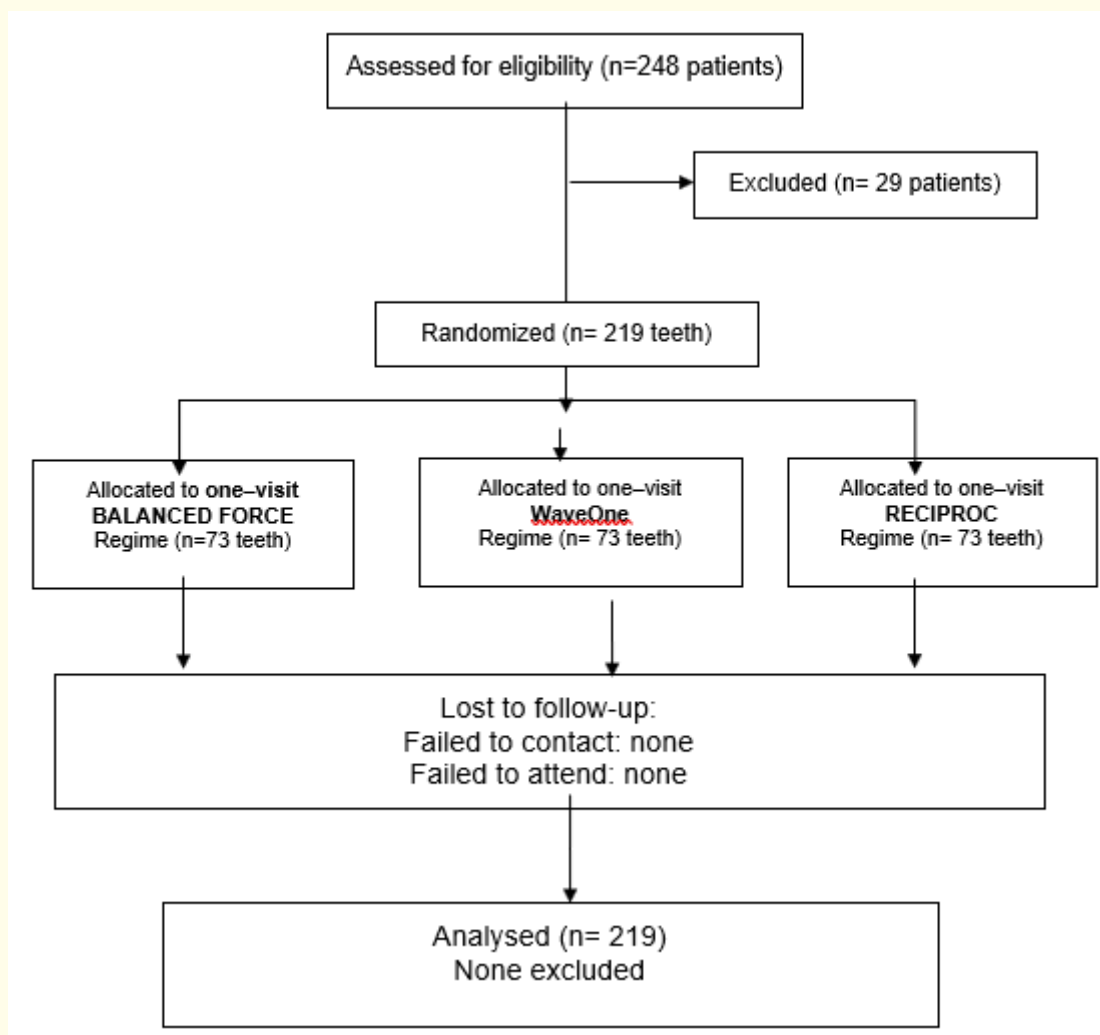 Assessed for eligibility (n=248 patients)
Excluded (n= 29 patients)
Randomized (n= 219 teeth)
Allocated to one–visit
BALANCED FORCE
Regime (n=73 teeth)
Allocated to one–visit
WaveOne
Regime (n= 73 teeth)
Allocated to one–visit
RECIPROC
Regime (n= 73 teeth)
Lost to follow-up:
Failed to contact: none
Failed to attend: none
Analysed (n= 219)
None excluded